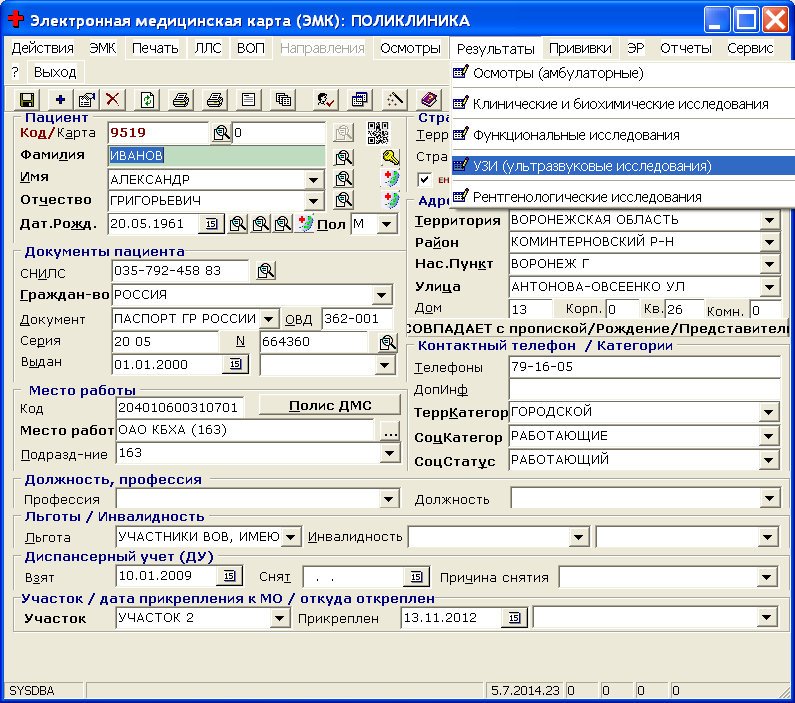 Электронная медицинская карта (ЭМК): ПОЛИКЛИНИКА
Действия ЭМК Печать ЛЛС ВОП Направления Осмотры Результаты Прививки ЭР Отчеты Сервис
? Выход
Осмотры (амбулаторные)
Клинические и биохимические исследования
Функциональные исследования
УЗИ (ультразвуковые исследования)
Рентгенологические исследования
Пациент
Код/Карта 9519 0
Фамилия ИВАНОВ
Имя АЛЕКСАНДР
Отчество ГРИГОРЬЕВИЧ
Дат.Рожд. 20.05.1961 15 Пол М
Стра
Терр
Стра
ЕН
Адре
Территория ВОРОНЕЖСКАЯ ОБЛАСТЬ
Район КОМИНТЕРНОВСКИЙ Р-Н
Нас.Пункт ВОРОНЕЖ Г
Улица АНТОНОВА-ОВСЕЕНКО УЛ
Дом 13 Корп. 0 Кв. 26 Комн. 0
СОВПАДАЕТ с пропиской/Рождение/Представитель
Документы пациента
СНИЛС 035-792-458 83
Граждан-во РОССИЯ
Документ ПАСПОРТ ГР РОССИИ ОВД 362-001
Серия 20 05 N 664360
Выдан 01.01.2000 15
Контактный телефон / Категории
Телефоны 79-16-05
ДопИнф
ТеррКатегор ГОРОДСКОЙ
СоцКатегор РАБОТАЮЩИЕ
СоцСтатус РАБОТАЮЩИЙ
Место работы
Код 204010600310701 Полис ДМС
Место работ ОАО КБХА (163) ...
Подразд-ние 163
Должность, профессия
Профессия Должность
Льготы / Инвалидность
Льгота УЧАСТНИКИ ВОВ, ИМЕЮ Инвалидность
Диспансерный учет (ДУ)
Взят 10.01.2009 15 Снят . . 15 Причина снятия
Участок / дата прикрепления к МО / откуда откреплен
Участок УЧАСТОК 2 Прикреплен 13.11.2012 15
SYSDBA 5.7.2014.23 0 0 0 0